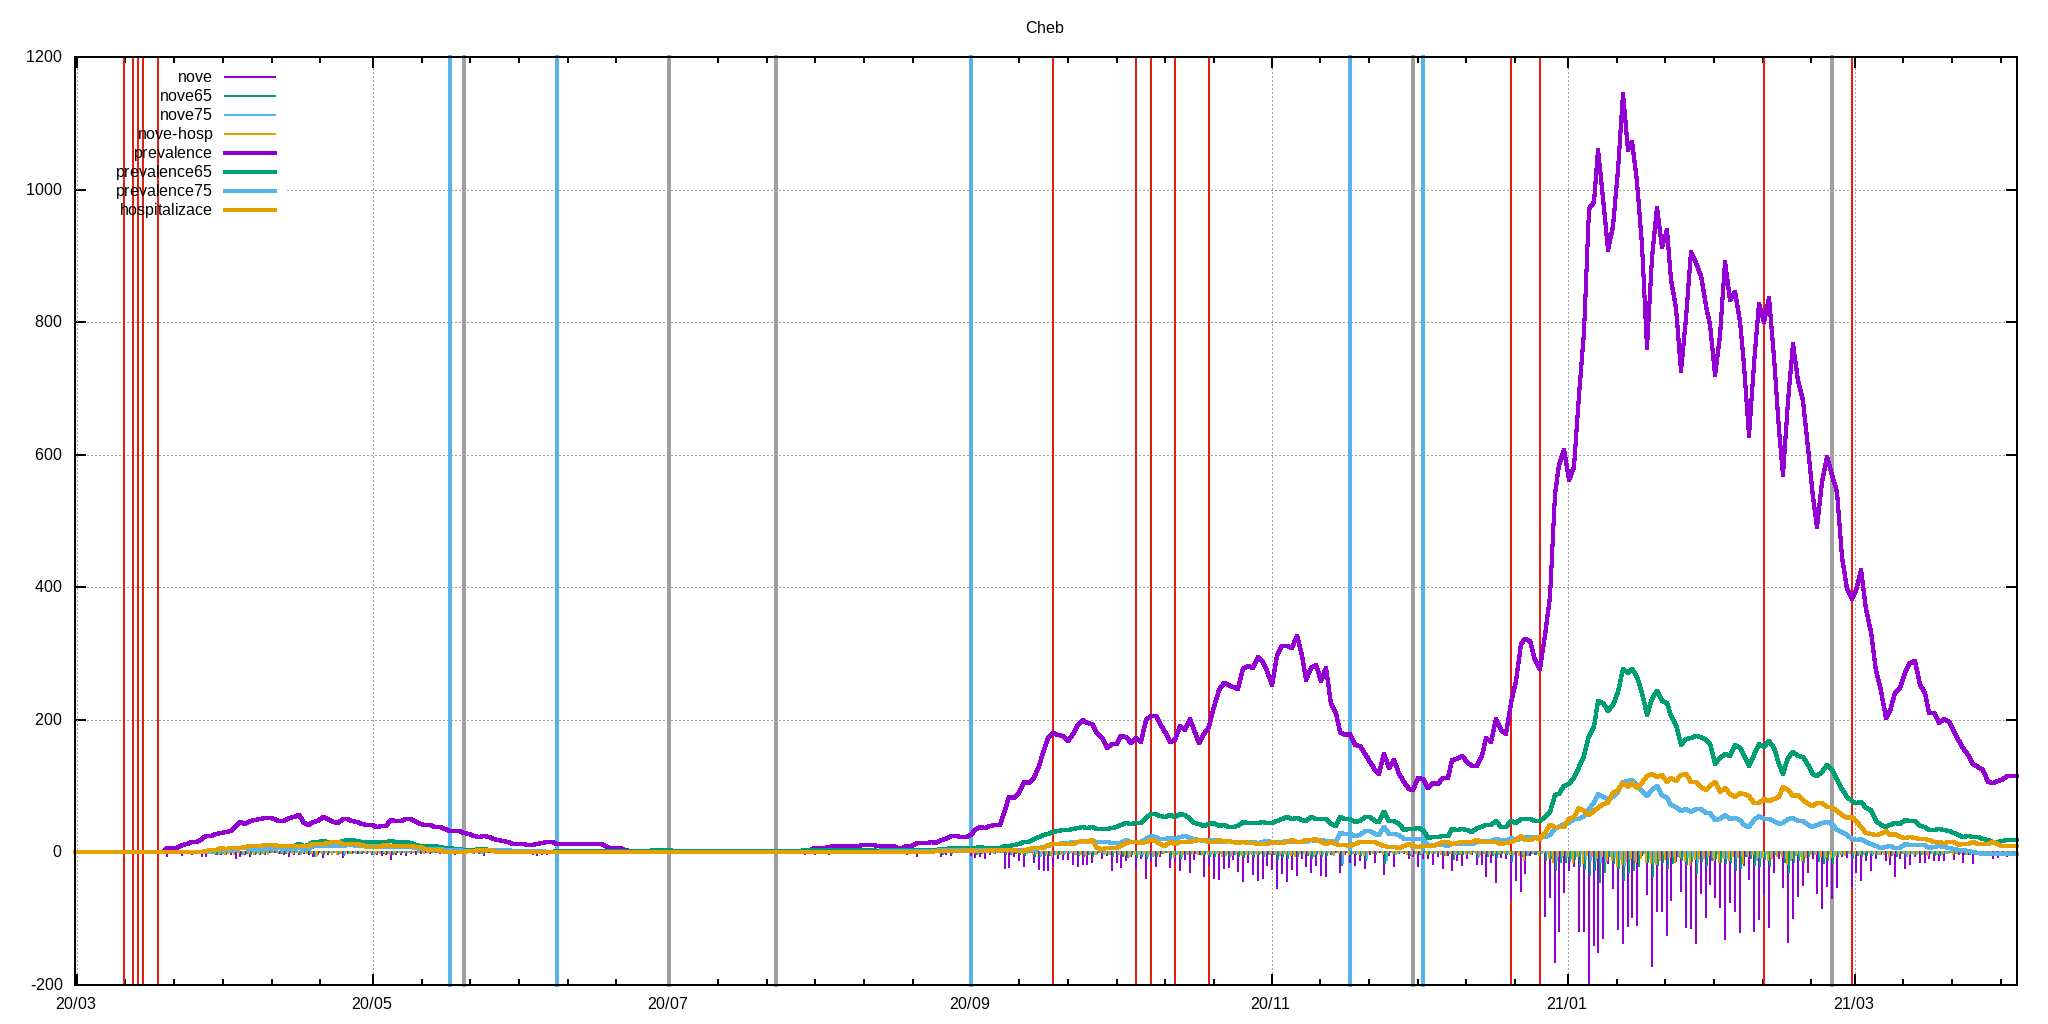 Cheb
1200
nove
nove65
nove75
nove-hosp
prevalence
prevalence65
prevalence75
hospitalizace
1000
800
600
400
200
0
-200
20/03 20/05 20/07 20/09 20/11 21/01 21/03